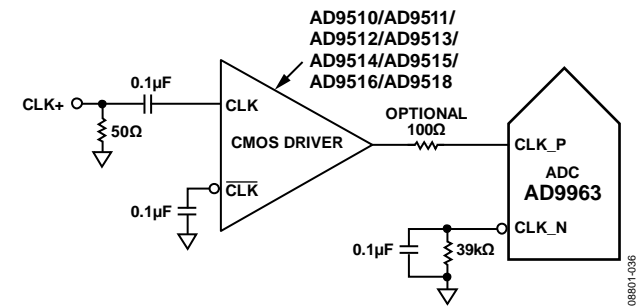 AD9510/AD9511/
AD9512/AD9513/
AD9514/AD9515/
AD9516/AD9518
0.1µF
CLK+
CLK
50Ω
CMOS DRIVER
CLK
0.1µF
OPTIONAL
100Ω
CLK_P
ADC
AD9963
CLK_N
0.1µF
39kΩ
08801-036